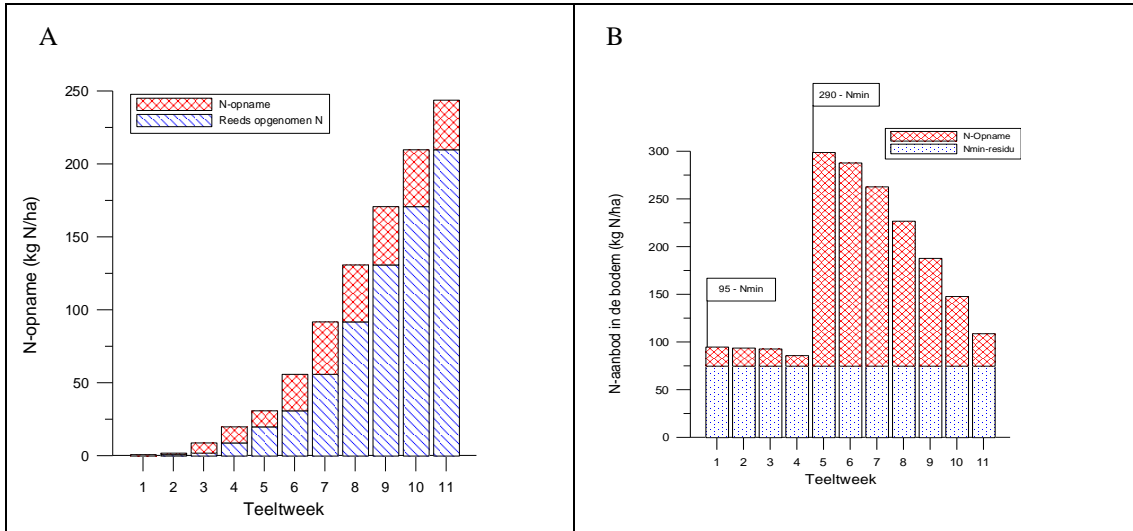 A
N-opname
Reeds opgenomen N
N-opname (kg N/ha)
250
200
150
100
50
0
1 2 3 4 5 6 7 8 9 10 11
Teeltweek
B
290 - Nmin
N-Opname
Nmin-residu
95 - Nmin
N-aanbod in de bodem (kg N/ha)
300
250
200
150
100
50
0
1 2 3 4 5 6 7 8 9 10 11
Teeltweek